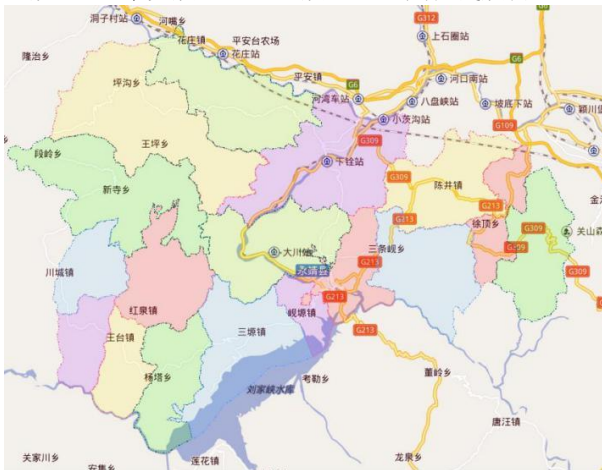 洞子村站
河嘴乡
花庄镇
平安台农场
花庄站
G312
上石圈站
G6
隆治乡
G6
坪沟乡
平安镇
河口南站
河湾车站
八盘峡站
坡底下站
颍川堡
小茨沟站
G109
王坪乡
G309
段岭乡
卞铨站
G309
陈井镇
新寺乡
G213
G213
徐顶乡
关山森
川城镇
大川
三条岘乡
G309
G309
永靖县
G309
红泉镇
G213
岘塬镇
G213
王台镇
三塬镇
G213
杨塔乡
刘家峡水库
考勒乡
董岭乡
唐汪镇
关家川乡
莲花镇
龙泉乡